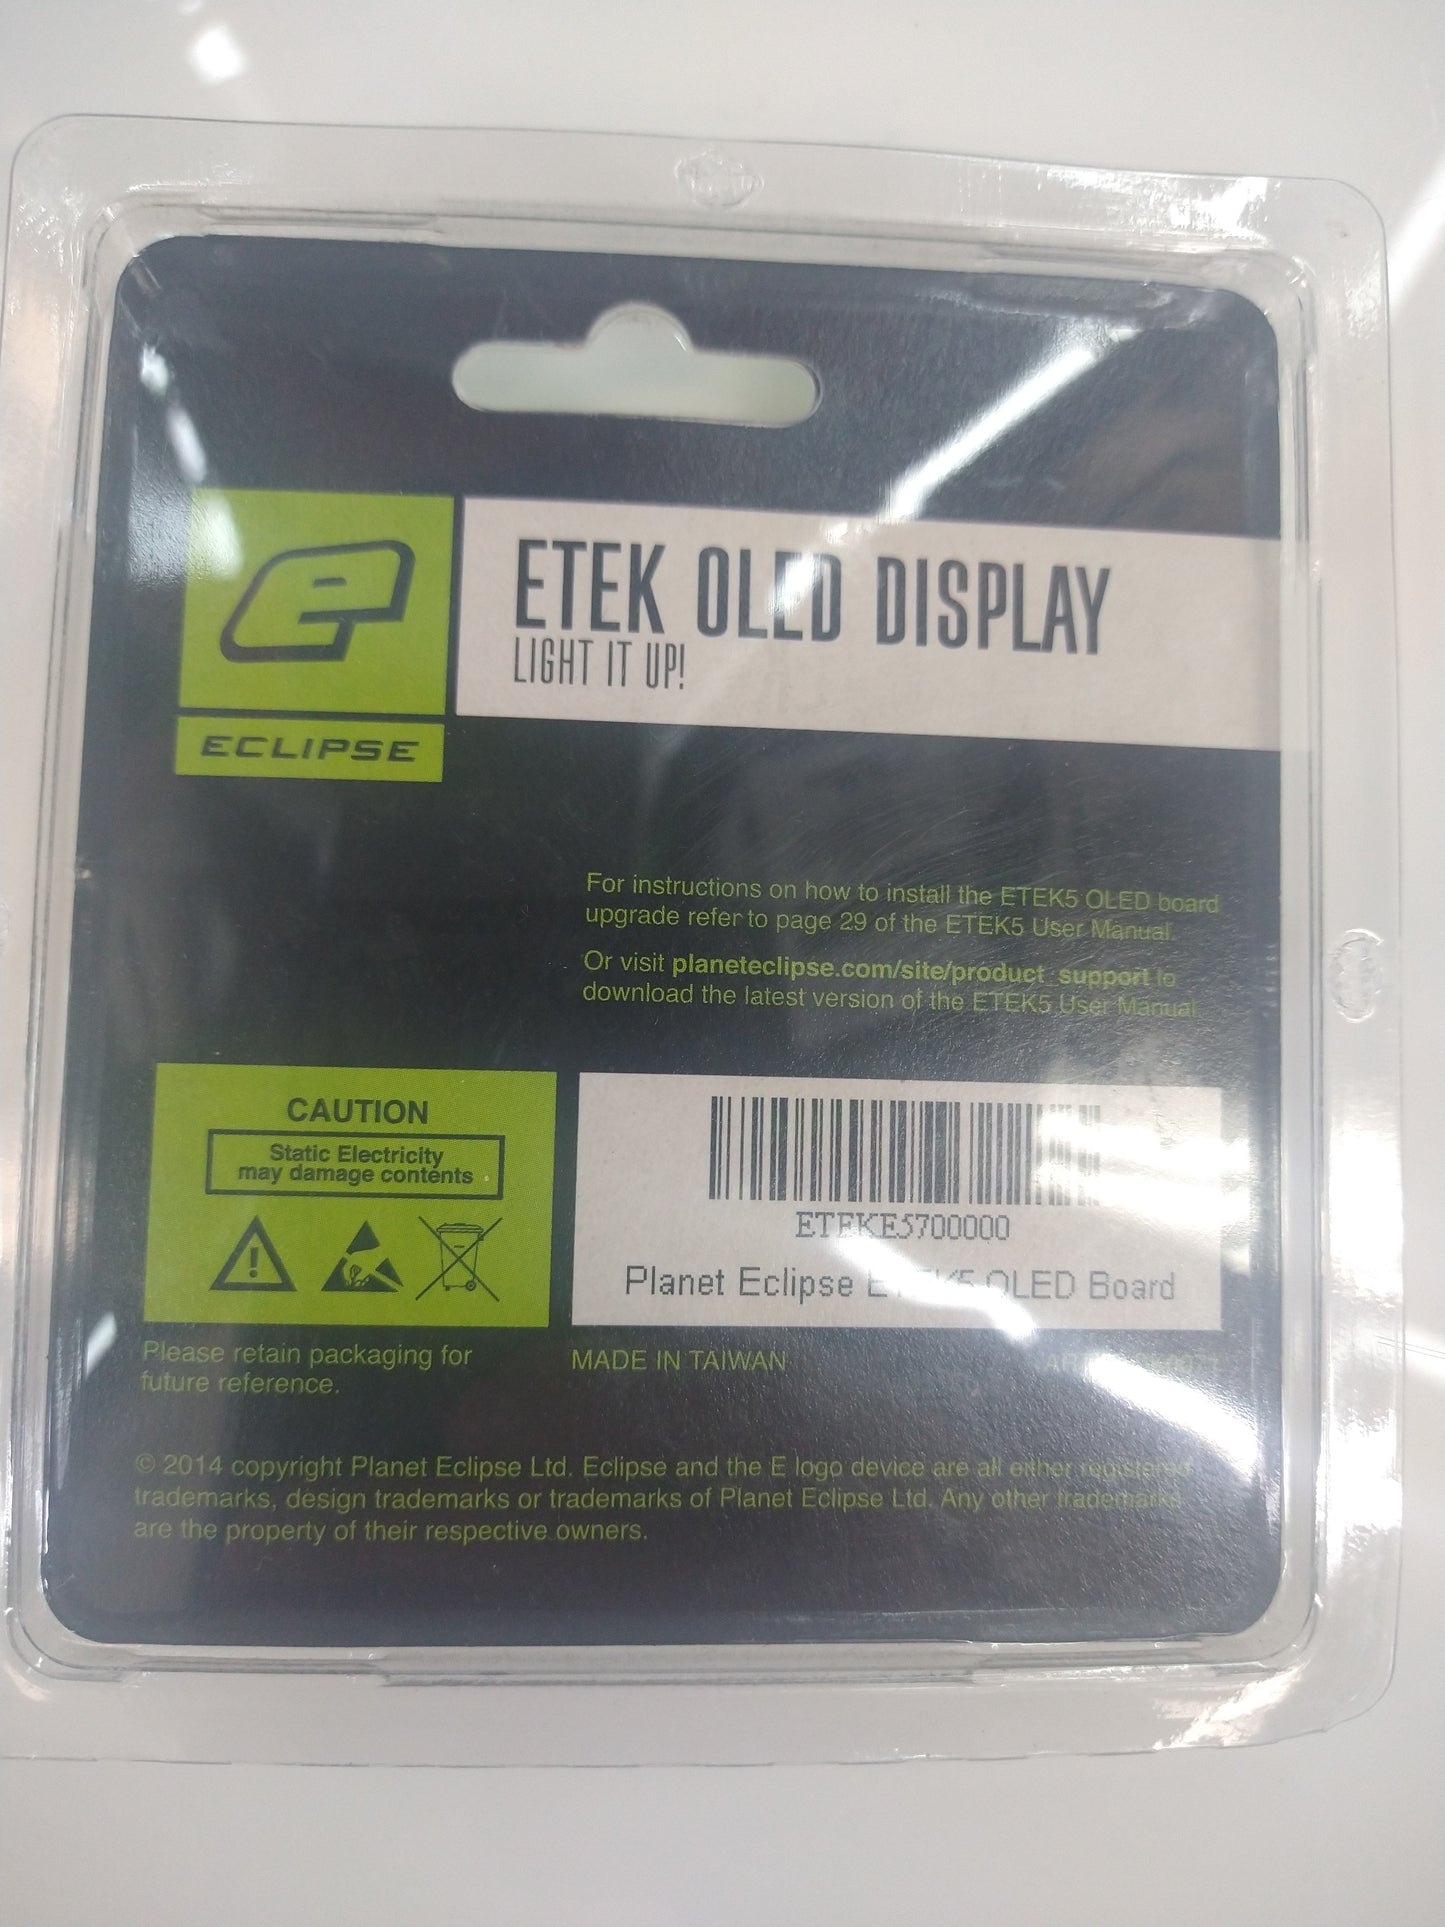 ETEK OLED DISPLAY
LIGHT IT UP!
e
ECLIPSE
For instructions on how to install the ETEK5 OLED board
upgrade refer to page 29 of the ETEK5 User Manual.
Or visit planeteclipse.com/site/product_support to
download the latest version of the ETEK5 User Manual
CAUTION
Static Electricity
may damage contents
ETEKE5700000
Planet Eclipse ETEK5 OLED Board
Please retain packaging for
future reference.
MADE IN TAIWAN
© 2014 copyright Planet Eclipse Ltd. Eclipse and the E logo device are all either registered
trademarks, design trademarks or trademarks of Planet Eclipse Ltd. Any other trademarks
are the property of their respective owners.